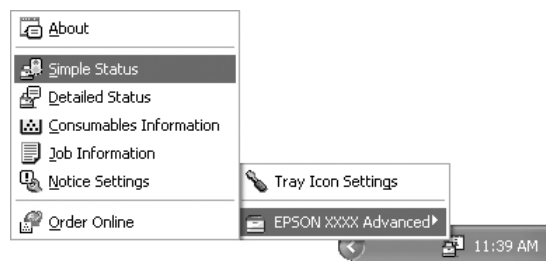 About
Simple Status
Detailed Status
Consumables Information
Job Information
Notice Settings
Order Online
Tray Icon Settings
EPSON XXXX Advanced
11:39 AM